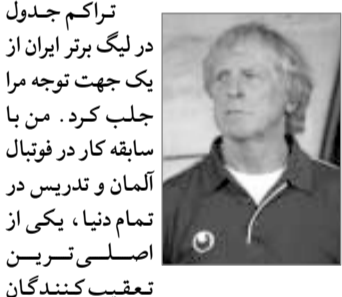 تراکم جدول
در لیگ برتر ایران از
یک جهت توجه مرا
جلب کرد. من با
سابقه کار در فوتبال
آلمان و تدریس در
تمام دنیا، یکی از
اصلی‌ترین
تعقیب‌کنندگان